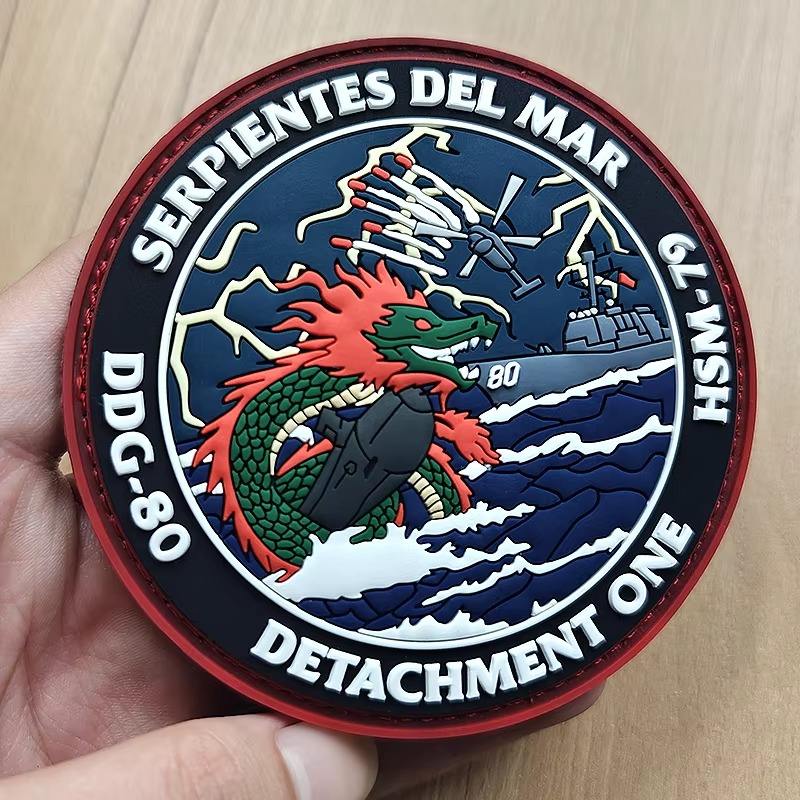 SERPIENTES DEL MAR
HSM-79
DDG-80
DETACHMENT ONE
80